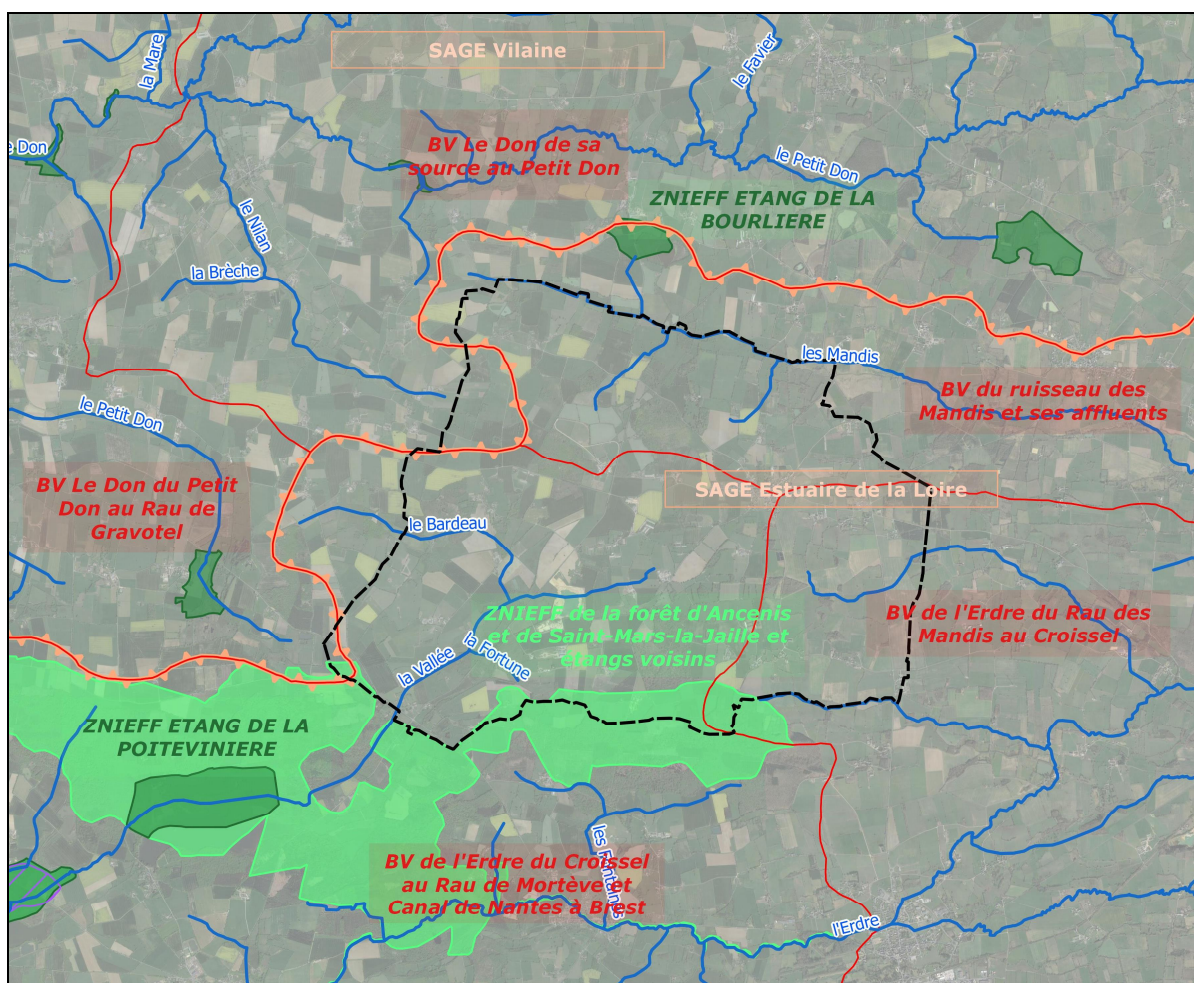 SAGE Vilaine
la Mare
le Favier
e Don
BV Le Don de sa
source au Petit Don
le Petit Don
ZNIEFF ETANG DE LA
BOURLIERE
le Nilan
la Brèche
les Mandis
BV du ruisseau des
Mandis et ses affluents
le Petit Don
BV Le Don du Petit
Don au Rau de
Gravotel
SAGE Estuaire de la Loire
le Bardeau
ZNIEFF de la forêt d'Ancenis
et de Saint-Mars-la-Jaille et
étangs voisins
BV de l'Erdre du Rau des
Mandis au Croissel
la Vallée
la Fortune
ZNIEFF ETANG DE LA
POITEVINIERE
les Fontaines
BV de l'Erdre du Croissel
au Rau de Mortève et
Canal de Nantes à Brest
l'Erdre